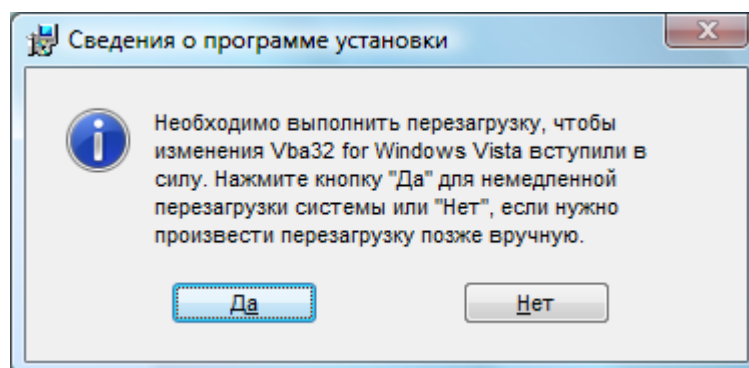 Сведения о программе установки
Необходимо выполнить перезагрузку, чтобы
изменения Vba32 for Windows Vista вступили в
силу. Нажмите кнопку "Да" для немедленной
перезагрузки системы или "Нет", если нужно
произвести перезагрузку позже вручную.
Да
Нет